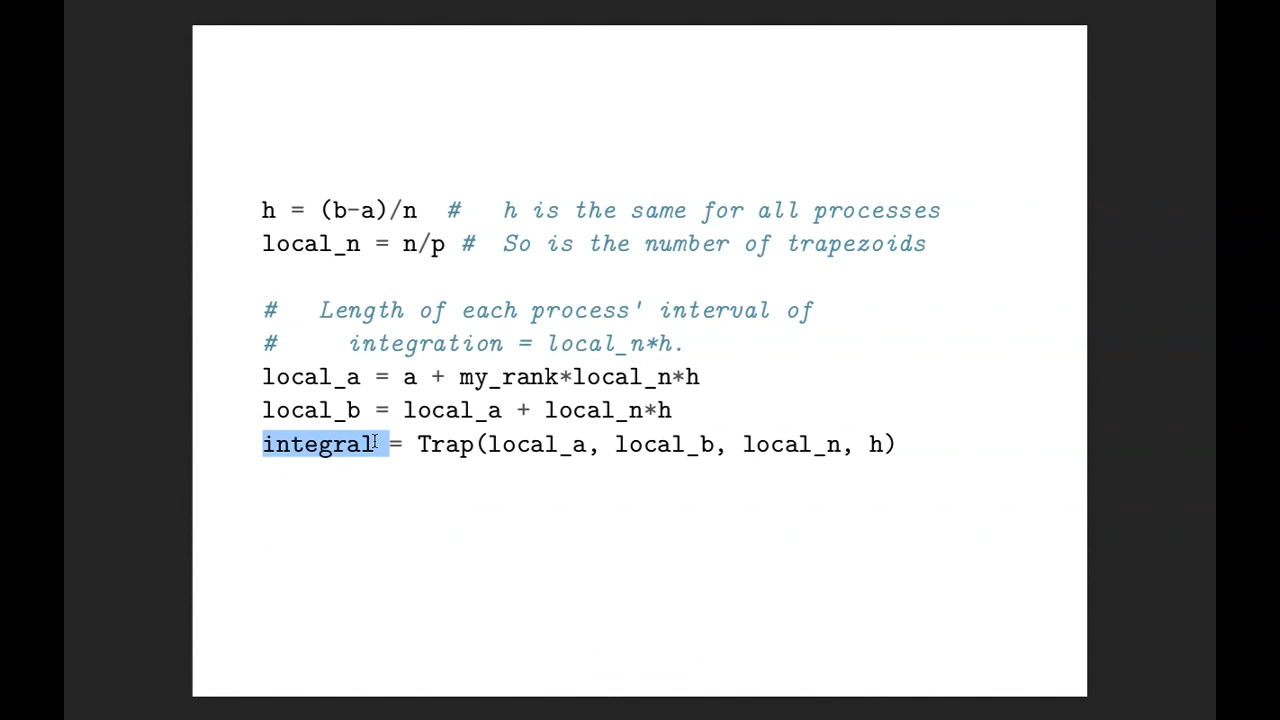 h = (b-a)/n  #   h is the same for all processes
local_n = n/p #  So is the number of trapezoids
#   Length of each process' interval of
#     integration = local_n*h.
local_a = a + my_rank*local_n*h
local_b = local_a + local_n*h
integral = Trap(local_a, local_b, local_n, h)